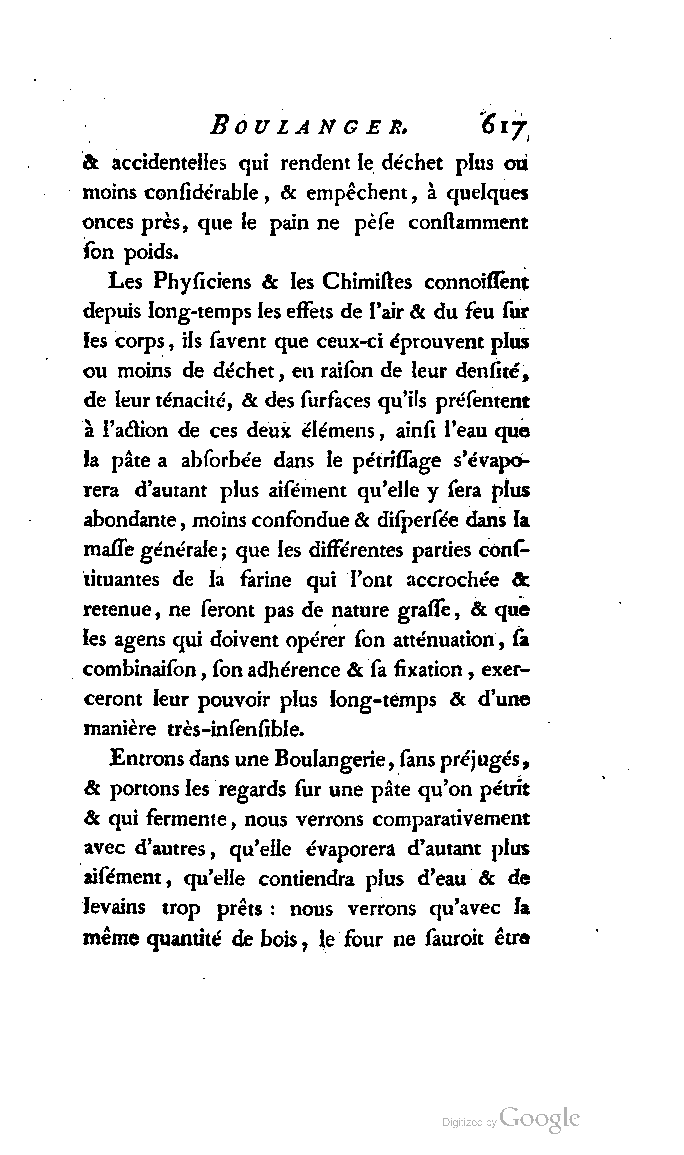 BOULANGER. 617
& accidentelles qui rendent le déchet plus ou
moins conſidérable, & empêchent, à quelques
onces près, que le pain ne pèſe conſtamment
ſon poids.
Les Phyſiciens & les Chimiſtes connoiſſent
depuis long-temps les effets de l'air & du feu ſur
les corps, ils ſavent que ceux-ci éprouvent plus
ou moins de déchet, en raiſon de leur denſité,
de leur ténacité, & des ſurfaces qu'ils préſentent
à l'action de ces deux élémens, ainſi l'eau que
la pâte a abſorbée dans le pétriſſage s'évapo-
rera d'autant plus aiſément qu'elle y ſera plus
abondante, moins confondue & diſperſée dans la
maſſe générale; que les différentes parties conſ-
tituantes de la farine qui l'ont accrochée &
retenue, ne ſeront pas de nature graſſe, & que
les agens qui doivent opérer ſon atténuation, ſa
combinaiſon, ſon adhérence & ſa fixation, exer-
ceront leur pouvoir plus long-temps & d'une
manière très-inſenſible.
Entrons dans une Boulangerie, ſans préjugés,
& portons les regards ſur une pâte qu'on pétrit
& qui fermente, nous verrons comparativement
avec d'autres, qu'elle évaporera d'autant plus
aiſément, qu'elle contiendra plus d'eau & de
levains trop prêts : nous verrons qu'avec la
même quantité de bois, le four ne ſauroit être
Digitized by Google